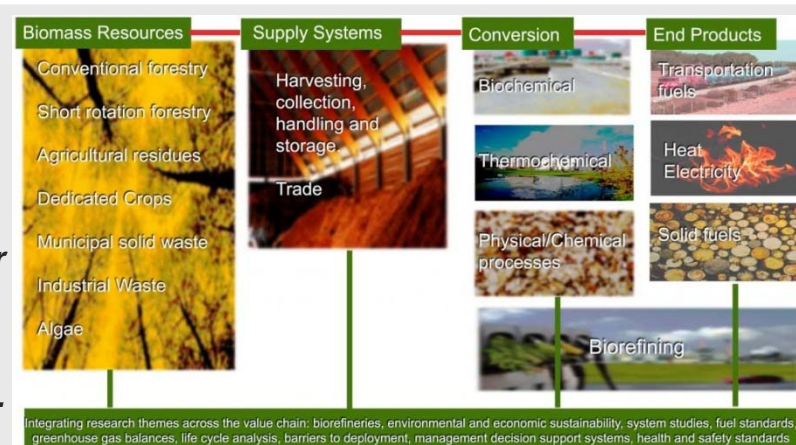 Biomass Resources
Supply Systems
Conversion
End Products
Conventional forestry
Short rotation forestry
Agricultural residues
Dedicated Crops
Municipal solid waste
Industrial Waste
Algae
Harvesting,
collection,
handling and
storage.
Trade
Biochemical
Thermochemical
Physical/Chemical
processes
Transportation
fuels
Heat
Electricity
Solid fuels
Biorefining
Integrating research themes across the value chain: biorefineries, environmental and economic sustainability, system studies, fuel standards,
greenhouse gas balances, life cycle analysis, barriers to deployment, management decision support systems, health and safety standards